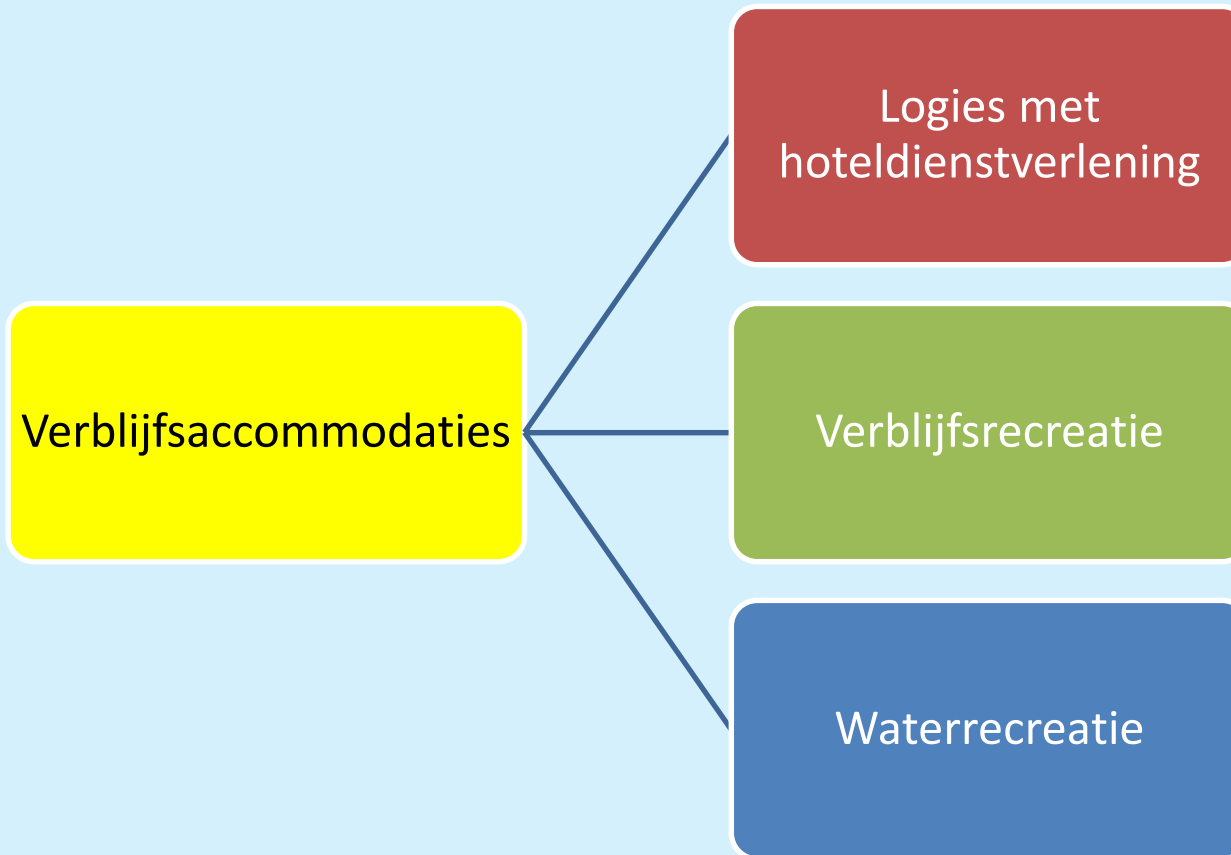 Logies met
hoteldienstverlening
Verblijfsaccommodaties
Verblijfsrecreatie
Waterrecreatie